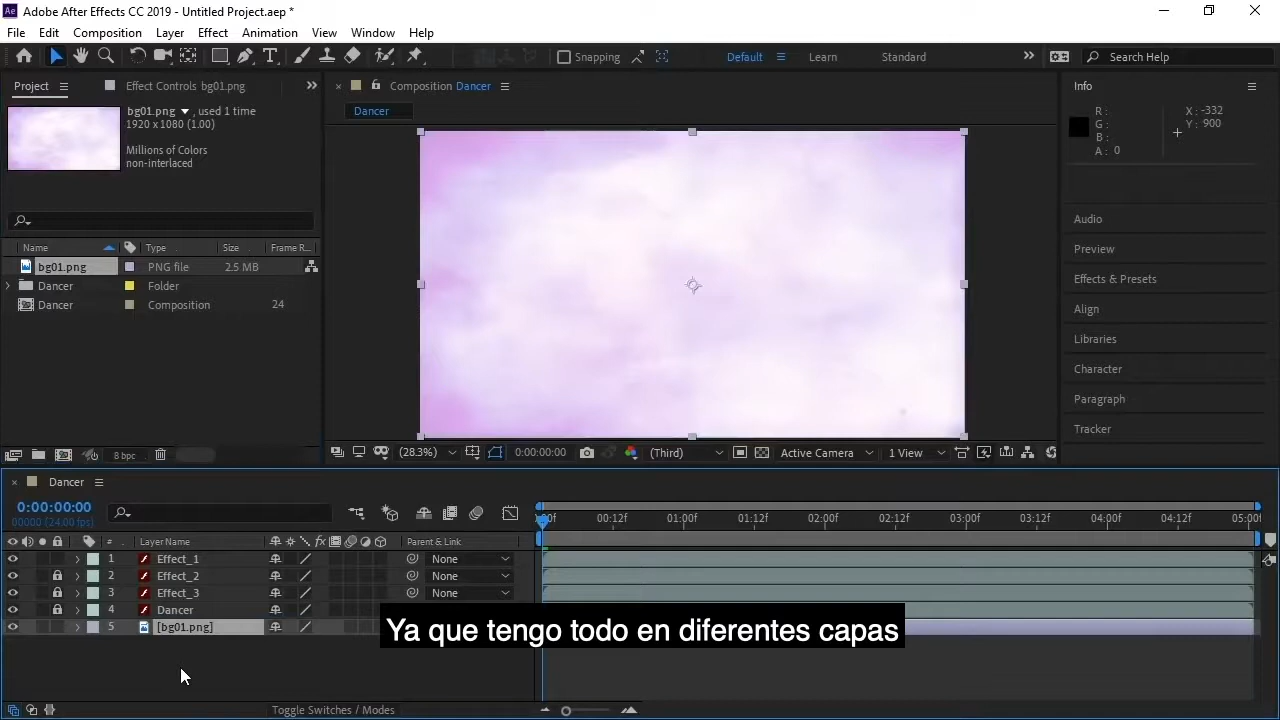 Adobe After Effects CC 2019 - Untitled Project.aep *
File Edit Composition Layer Effect Animation View Window Help
Snapping Default Learn Standard Search Help
Project Effect Controls bg01.png
bg01.png , used 1 time
1920 x 1080 (1.00)
Millions of Colors
non-interlaced
Name Type Size Frame R...
bg01.png PNG file 2.5 MB
Dancer Folder
Dancer Composition 24
8 bpc
Composition Dancer
Dancer
(28.3%) 0:00:00:00 (Third) Active Camera 1 View
Info
R :
G :
B :
A : 0
X : -332
Y : 900
Audio
Preview
Effects & Presets
Align
Libraries
Character
Paragraph
Tracker
Dancer
0:00:00:00
00000 (24.00 fps)
00:12f 01:00f 01:12f 02:00f 02:12f 03:00f 03:12f 04:00f 04:12f 05:00f
# Layer Name Parent & Link
1 Effect_1 None
2 Effect_2 None
3 Effect_3 None
4 Dancer
5 [bg01.png]
Ya que tengo todo en diferentes capas
Toggle Switches / Modes